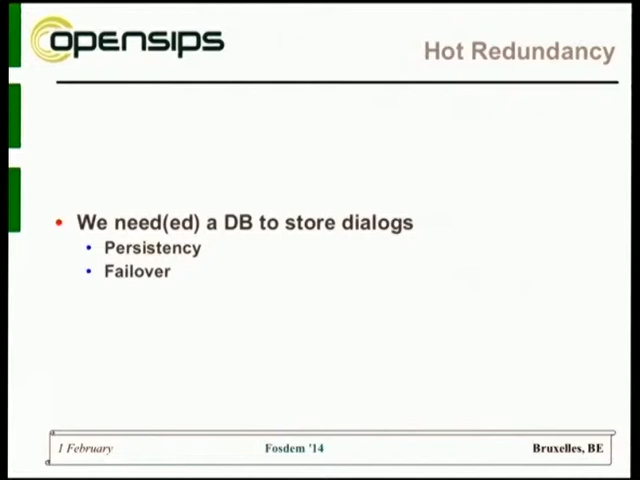 opensips
Hot Redundancy
• We need(ed) a DB to store dialogs
• Persistency
• Failover
1 February Fosdem '14 Bruxelles, BE